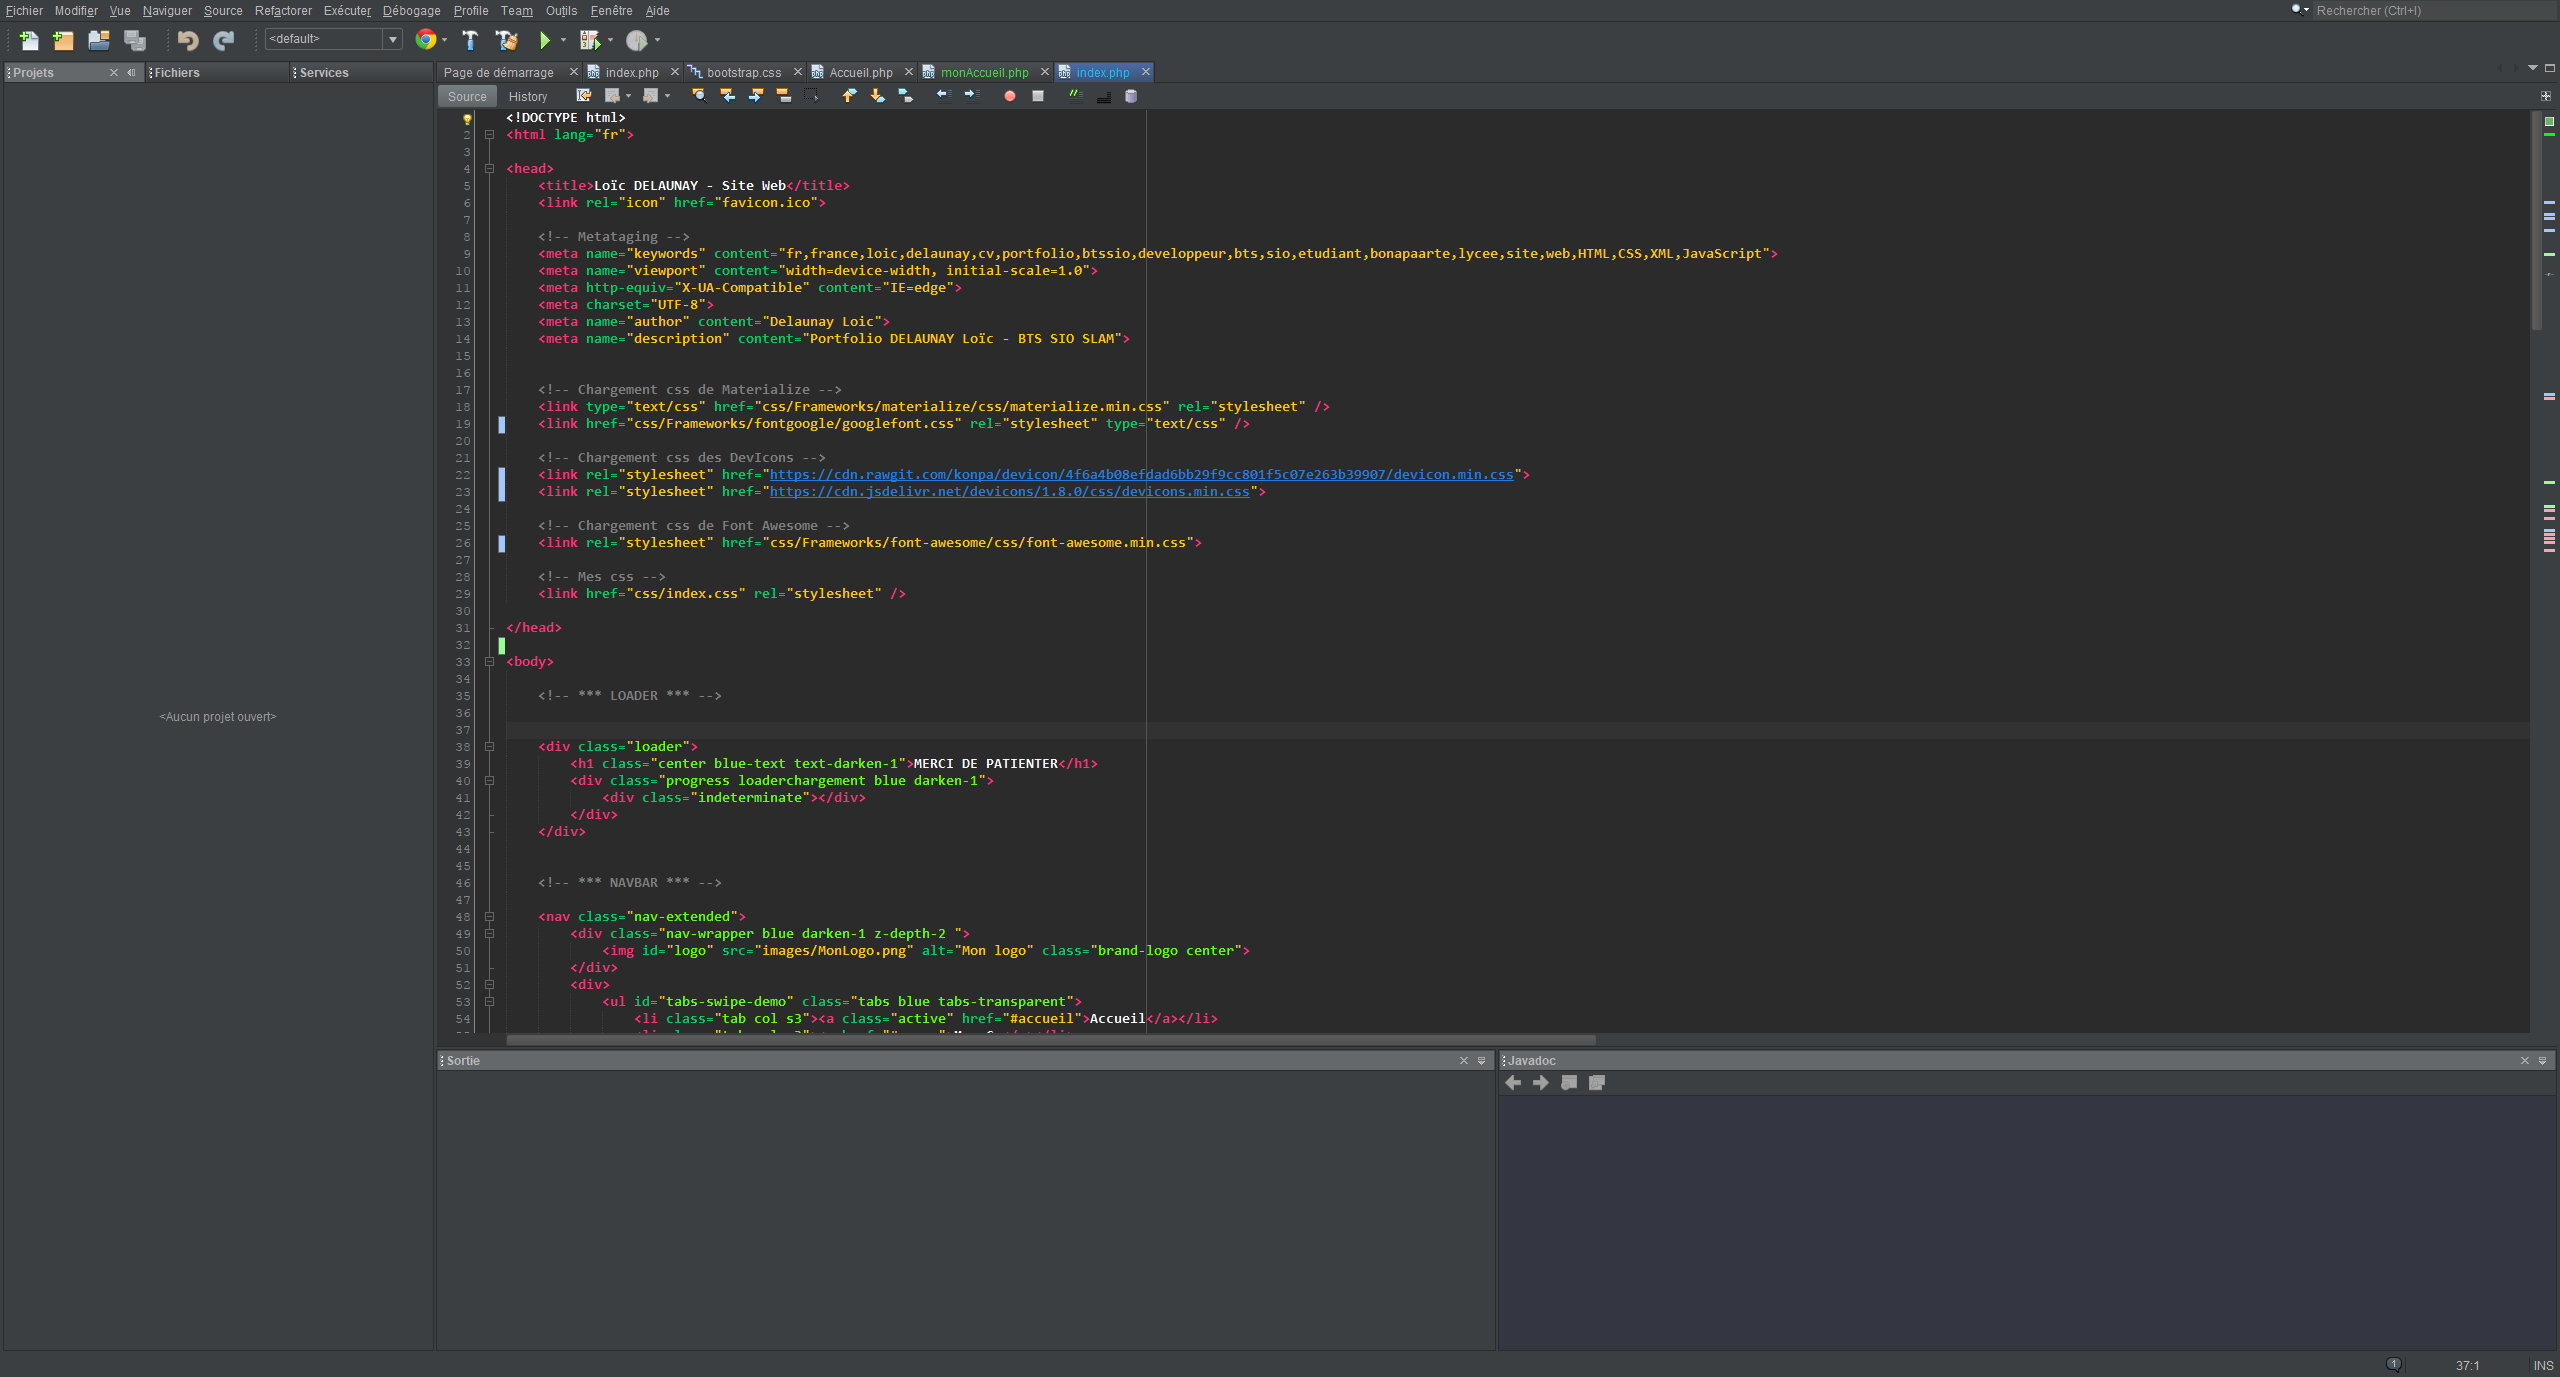 Fichier Modifier Vue Naviguer Source Refactorer Exécuter Débogage Profile Team Outils Fenêtre Aide
Rechercher (Ctrl+I)
<default>
Projets Fichiers Services
Page de démarrage index.php bootstrap.css Accueil.php monAccueil.php index.php
Source History
<!DOCTYPE html>
2 <html lang="fr">
3
4 <head>
5 <title>Loïc DELAUNAY - Site Web</title>
6 <link rel="icon" href="favicon.ico">
7
8 <!-- Metataging -->
9 <meta name="keywords" content="fr,france,loic,delaunay,cv,portfolio,btssio,developpeur,bts,sio,etudiant,bonapaarte,lycee,site,web,HTML,CSS,XML,JavaScript">
10 <meta name="viewport" content="width=device-width, initial-scale=1.0">
11 <meta http-equiv="X-UA-Compatible" content="IE=edge">
12 <meta charset="UTF-8">
13 <meta name="author" content="Delaunay Loic">
14 <meta name="description" content="Portfolio DELAUNAY Loïc - BTS SIO SLAM">
15
16
17 <!-- Chargement css de Materialize -->
18 <link type="text/css" href="css/Frameworks/materialize/css/materialize.min.css" rel="stylesheet" />
19 <link href="css/Frameworks/fontgoogle/googlefont.css" rel="stylesheet" type="text/css" />
20
21 <!-- Chargement css des DevIcons -->
22 <link rel="stylesheet" href="https://cdn.rawgit.com/konpa/devicon/4f6a4b08efdad6bb29f9cc801f5c07e263b39907/devicon.min.css">
23 <link rel="stylesheet" href="https://cdn.jsdelivr.net/devicons/1.8.0/css/devicons.min.css">
24
25 <!-- Chargement css de Font Awesome -->
26 <link rel="stylesheet" href="css/Frameworks/font-awesome/css/font-awesome.min.css">
27
28 <!-- Mes css -->
29 <link href="css/index.css" rel="stylesheet" />
30
31 </head>
32
33 <body>
34
35 <!-- *** LOADER *** -->
36
37
38 <div class="loader">
39 <h1 class="center blue-text text-darken-1">MERCI DE PATIENTER</h1>
40 <div class="progress loaderchargement blue darken-1">
41 <div class="indeterminate"></div>
42 </div>
43 </div>
44
45
46 <!-- *** NAVBAR *** -->
47
48 <nav class="nav-extended">
49 <div class="nav-wrapper blue darken-1 z-depth-2 ">
50 <img id="logo" src="images/MonLogo.png" alt="Mon logo" class="brand-logo center">
51 </div>
52 <div>
53 <ul id="tabs-swipe-demo" class="tabs blue tabs-transparent">
54 <li class="tab col s3"><a class="active" href="#accueil">Accueil</a></li>
<Aucun projet ouvert>
Sortie
Javadoc
1 37:1 INS